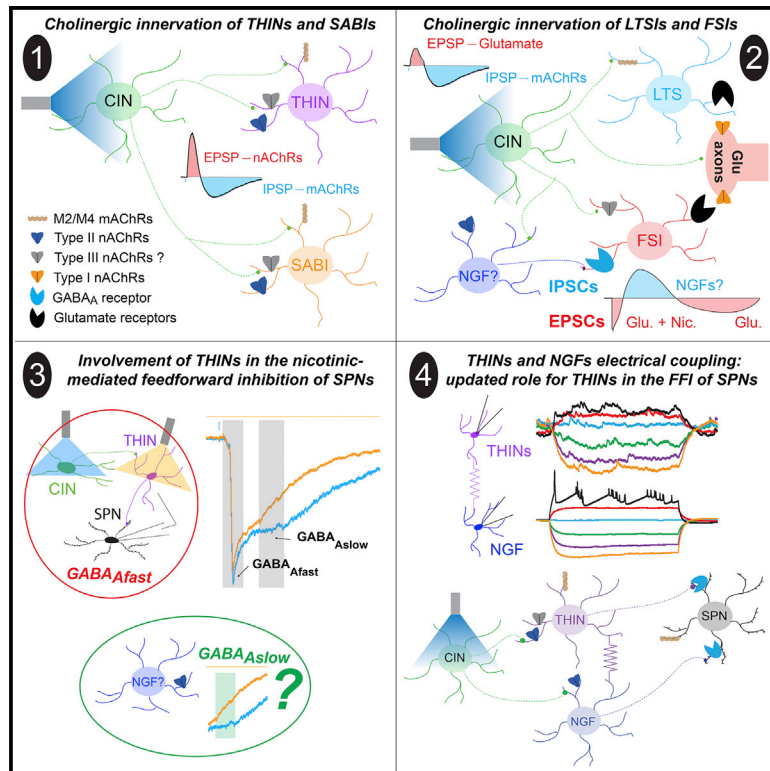 1
Cholinergic innervation of THINs and SABIs
CIN
THIN
EPSP – nAChRs
IPSP – mAChRs
SABI
M2/M4 mAChRs
Type II nAChRs
Type III nAChRs ?
Type I nAChRs
GABAA receptor
Glutamate receptors
2
Cholinergic innervation of LTSIs and FSIs
EPSP – Glutamate
IPSP – mAChRs
LTS
CIN
Glu
axons
FSI
NGF?
IPSCs
NGFs?
EPSCs
Glu. + Nic.
Glu.
3
Involvement of THINs in the nicotinic-
mediated feedforward inhibition of SPNs
THIN
CIN
SPN
GABAAfast
GABAAslow
GABAAfast
GABAAslow
NGF?
?
4
THINs and NGFs electrical coupling:
updated role for THINs in the FFI of SPNs
THINs
NGF
THIN
SPN
CIN
NGF